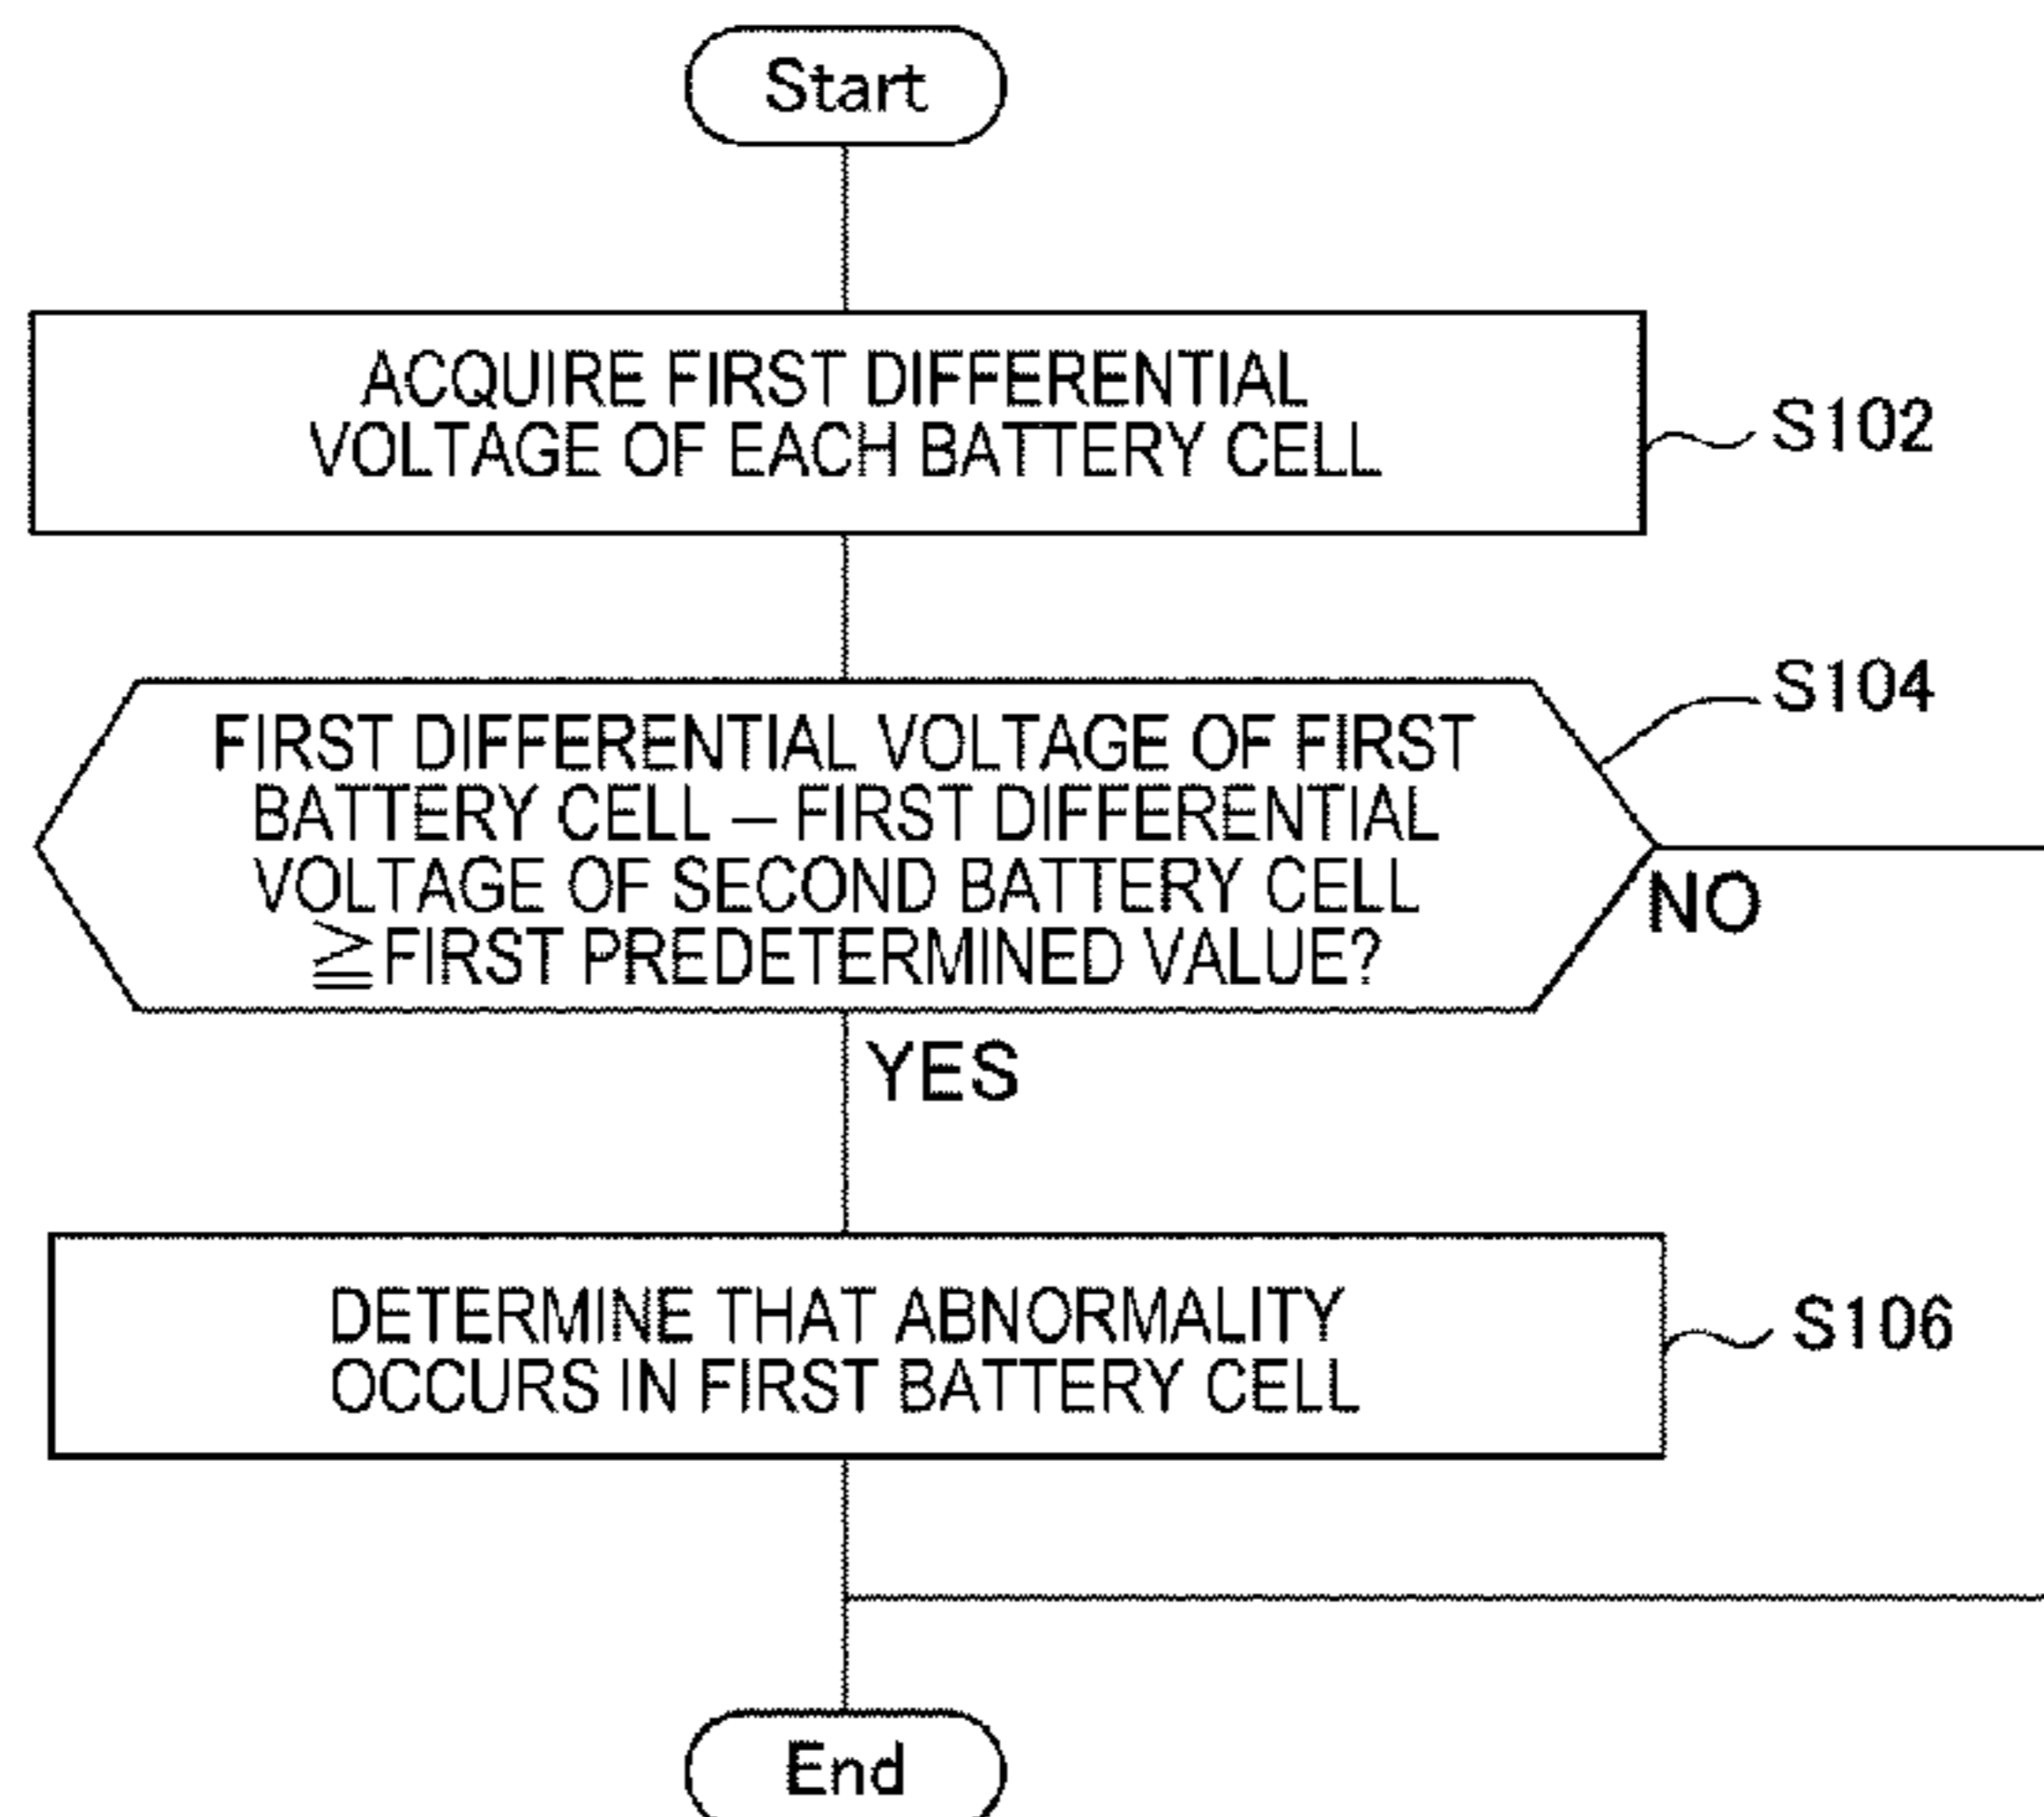 Start
ACQUIRE FIRST DIFFERENTIAL
VOLTAGE OF EACH BATTERY CELL
S102
S104
FIRST DIFFERENTIAL VOLTAGE OF FIRST
BATTERY CELL – FIRST DIFFERENTIAL
VOLTAGE OF SECOND BATTERY CELL
≧FIRST PREDETERMINED VALUE?
NO
YES
DETERMINE THAT ABNORMALITY
OCCURS IN FIRST BATTERY CELL
S106
End